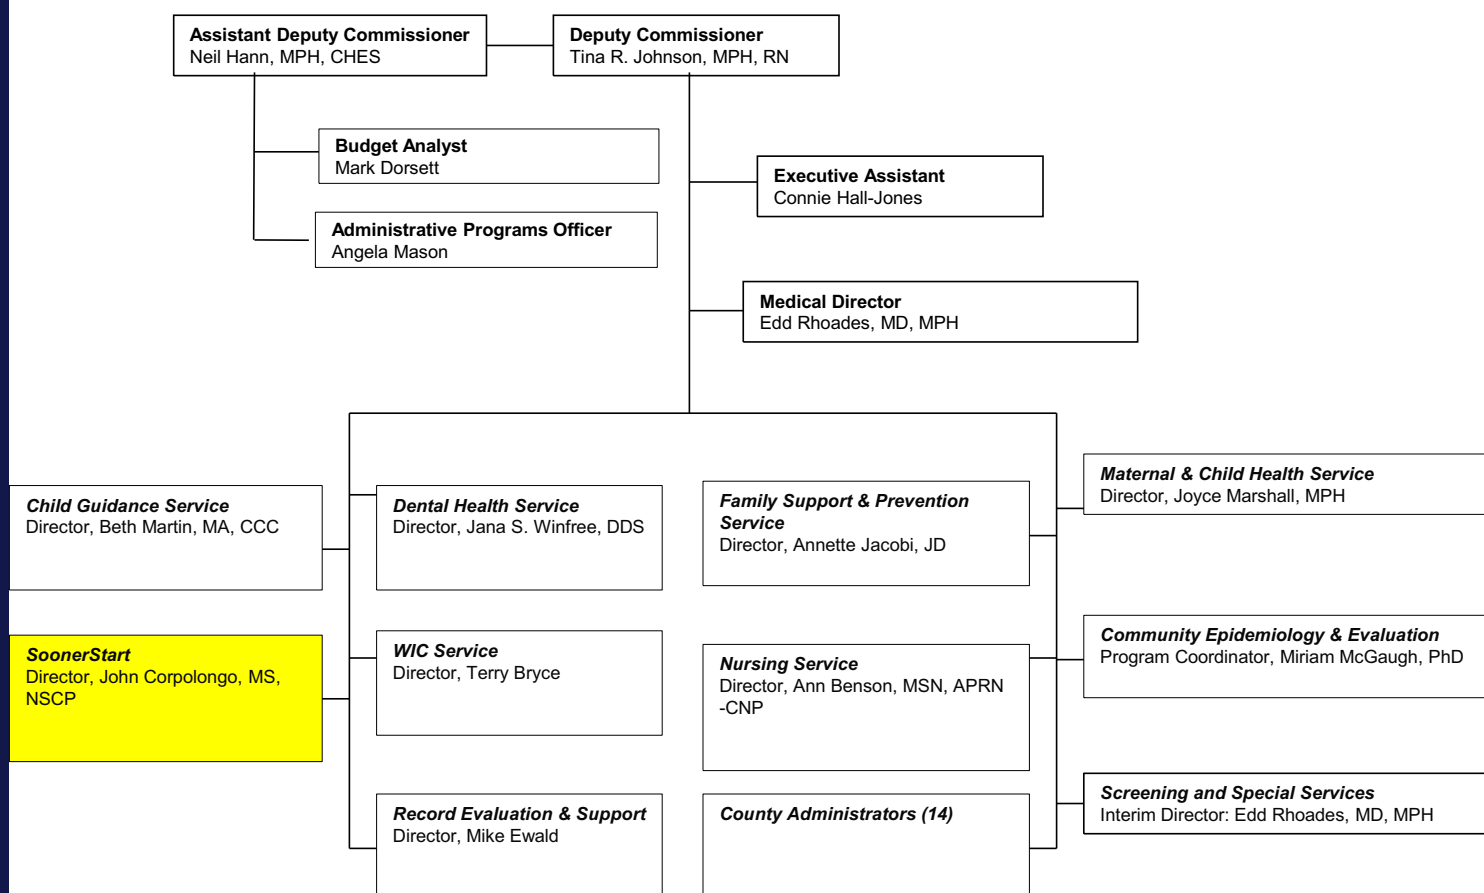 Assistant Deputy Commissioner
Neil Hann, MPH, CHES
Deputy Commissioner
Tina R. Johnson, MPH, RN
Budget Analyst
Mark Dorsett
Executive Assistant
Connie Hall-Jones
Administrative Programs Officer
Angela Mason
Medical Director
Edd Rhoades, MD, MPH
Child Guidance Service
Director, Beth Martin, MA, CCC
Dental Health Service
Director, Jana S. Winfree, DDS
Family Support & Prevention
Service
Director, Annette Jacobi, JD
Maternal & Child Health Service
Director, Joyce Marshall, MPH
SoonerStart
Director, John Corpolongo, MS,
NSCP
WIC Service
Director, Terry Bryce
Nursing Service
Director, Ann Benson, MSN, APRN
-CNP
Community Epidemiology & Evaluation
Program Coordinator, Miriam McGaugh, PhD
Record Evaluation & Support
Director, Mike Ewald
County Administrators (14)
Screening and Special Services
Interim Director: Edd Rhoades, MD, MPH